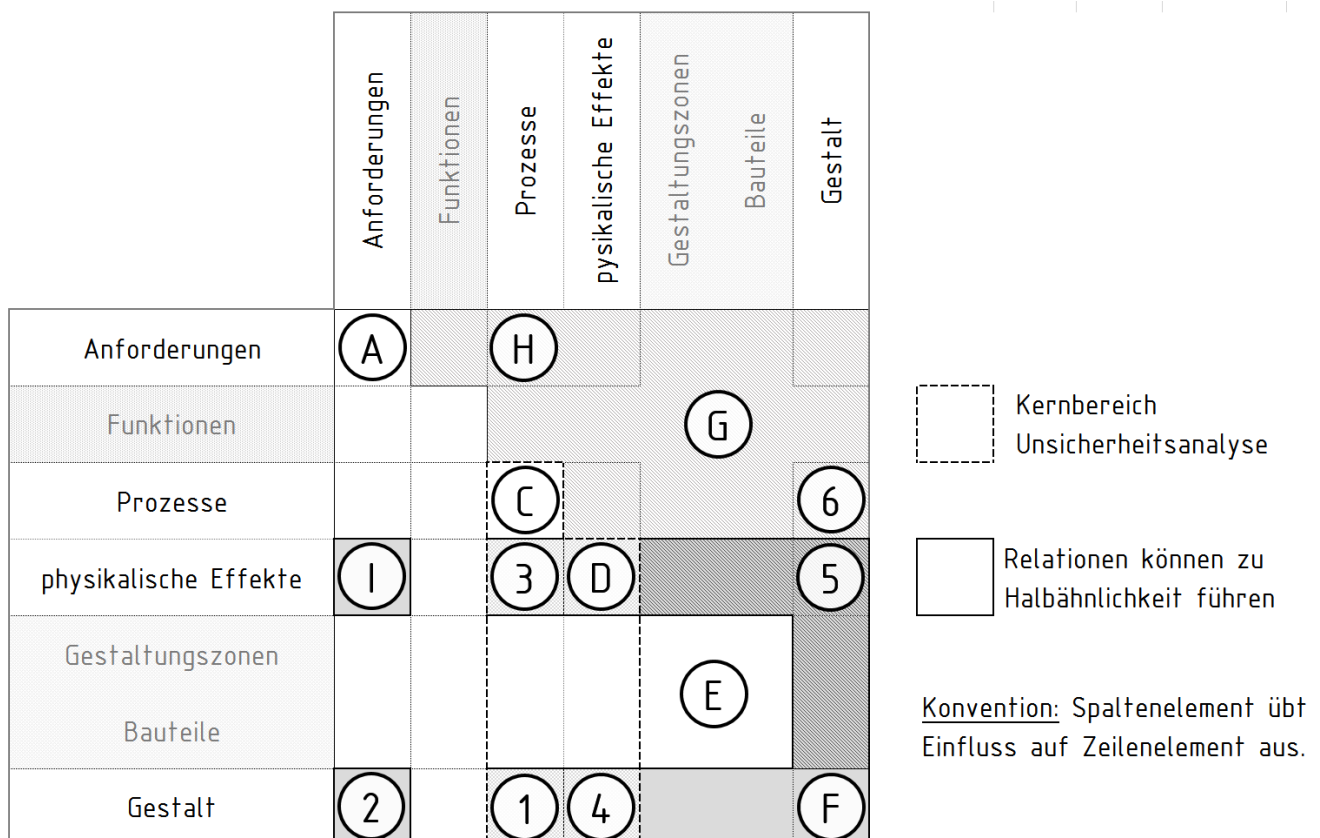 Anforderungen
Funktionen
Prozesse
pysikalische Effekte
Gestaltungszonen
Bauteile
Gestalt
Anforderungen
A
H
Funktionen
G
Kernbereich
Unsicherheitsanalyse
Prozesse
C
6
physikalische Effekte
I
3
D
5
Relationen können zu
Halbähnlichkeit führen
Gestaltungszonen
Bauteile
E
Konvention: Spaltenelement übt
Einfluss auf Zeilenelement aus.
Gestalt
2
1
4
F